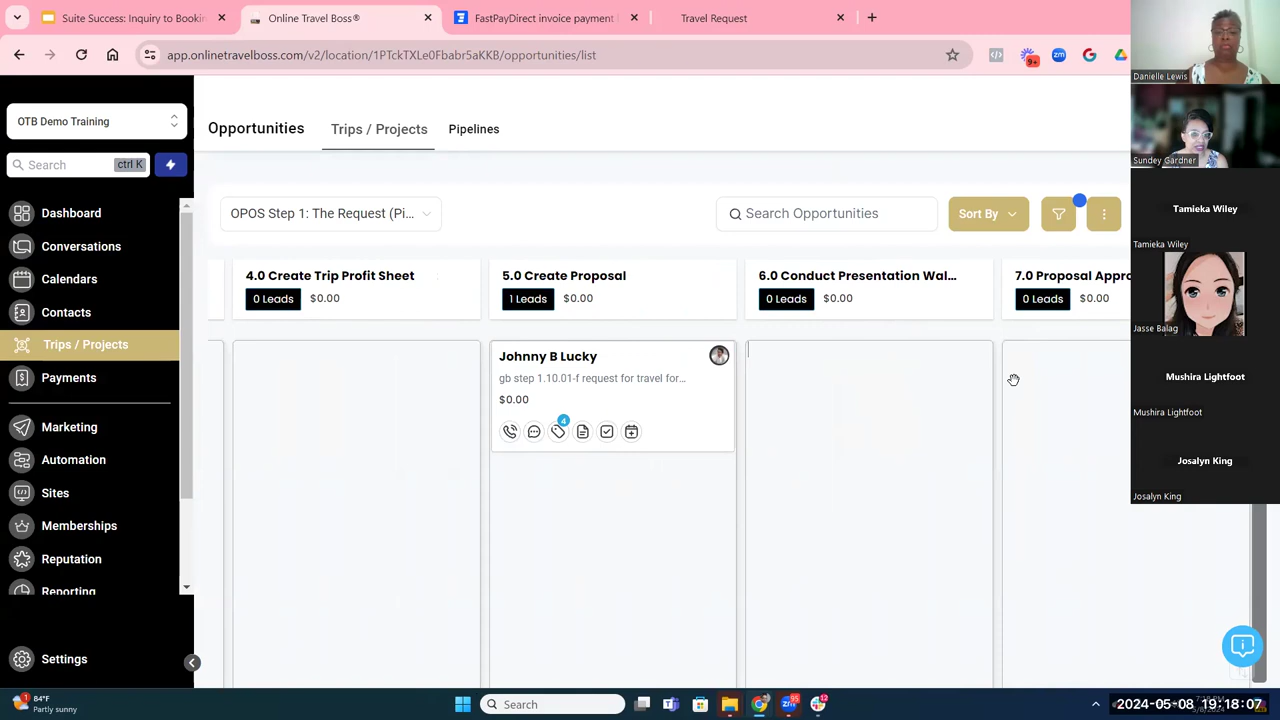 Suite Success: Inquiry to Bookin
Online Travel Boss®
FastPayDirect invoice payment
Travel Request
app.onlinetravelboss.com/v2/location/1PTckTXLe0Fbabr5aKKB/opportunities/list
9+
OTB Demo Training
Search
ctrl K
Dashboard
Conversations
Calendars
Contacts
Trips / Projects
Payments
Marketing
Automation
Sites
Memberships
Reputation
Reporting
Settings
Opportunities
Trips / Projects
Pipelines
OPOS Step 1: The Request (Pi...
Search Opportunities
Sort By
4.0 Create Trip Profit Sheet
0 Leads
$0.00
5.0 Create Proposal
1 Leads
$0.00
6.0 Conduct Presentation Wal...
0 Leads
$0.00
7.0 Proposal Appro
0 Leads
$0.00
Johnny B Lucky
gb step 1.10.01-f request for travel for...
$0.00
4
Danielle Lewis
Sundey Gardner
Tamieka Wiley
Tamieka Wiley
Jasse Balag
Mushira Lightfoot
Mushira Lightfoot
Josalyn King
Josalyn King
1
84°F
Partly sunny
Search
2024-05-08 19:18:07